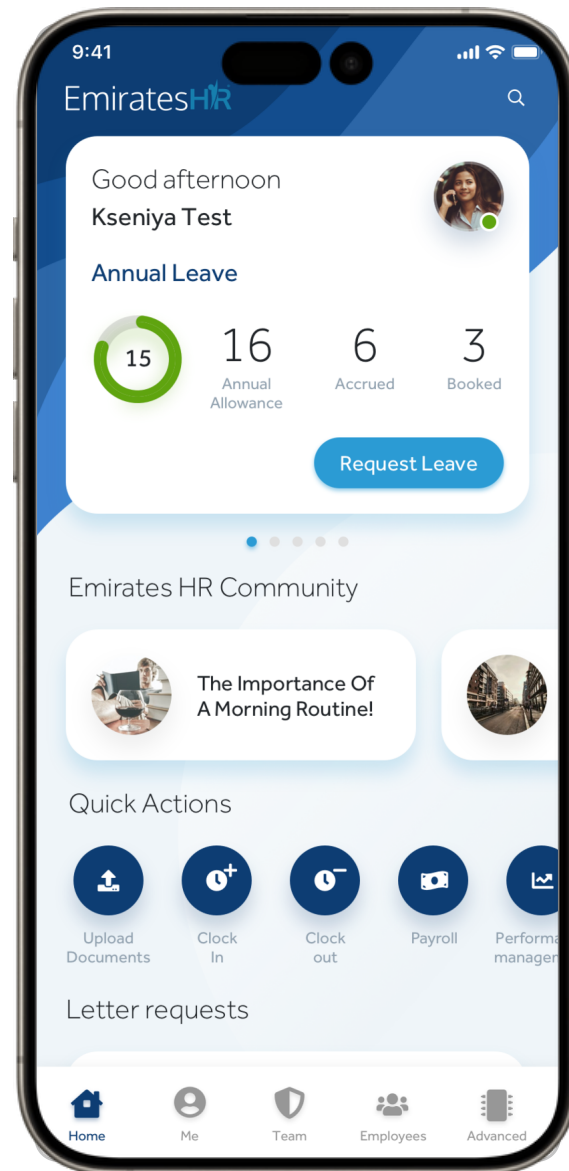 9:41
EmiratesHR
Good afternoon
Kseniya Test
Annual Leave
15
16
Annual
Allowance
6
Accrued
3
Booked
Request Leave
Emirates HR Community
The Importance Of
A Morning Routine!
Quick Actions
Upload
Documents
Clock
In
Clock
out
Payroll
Performa
manager
Letter requests
Home
Me
Team
Employees
Advanced